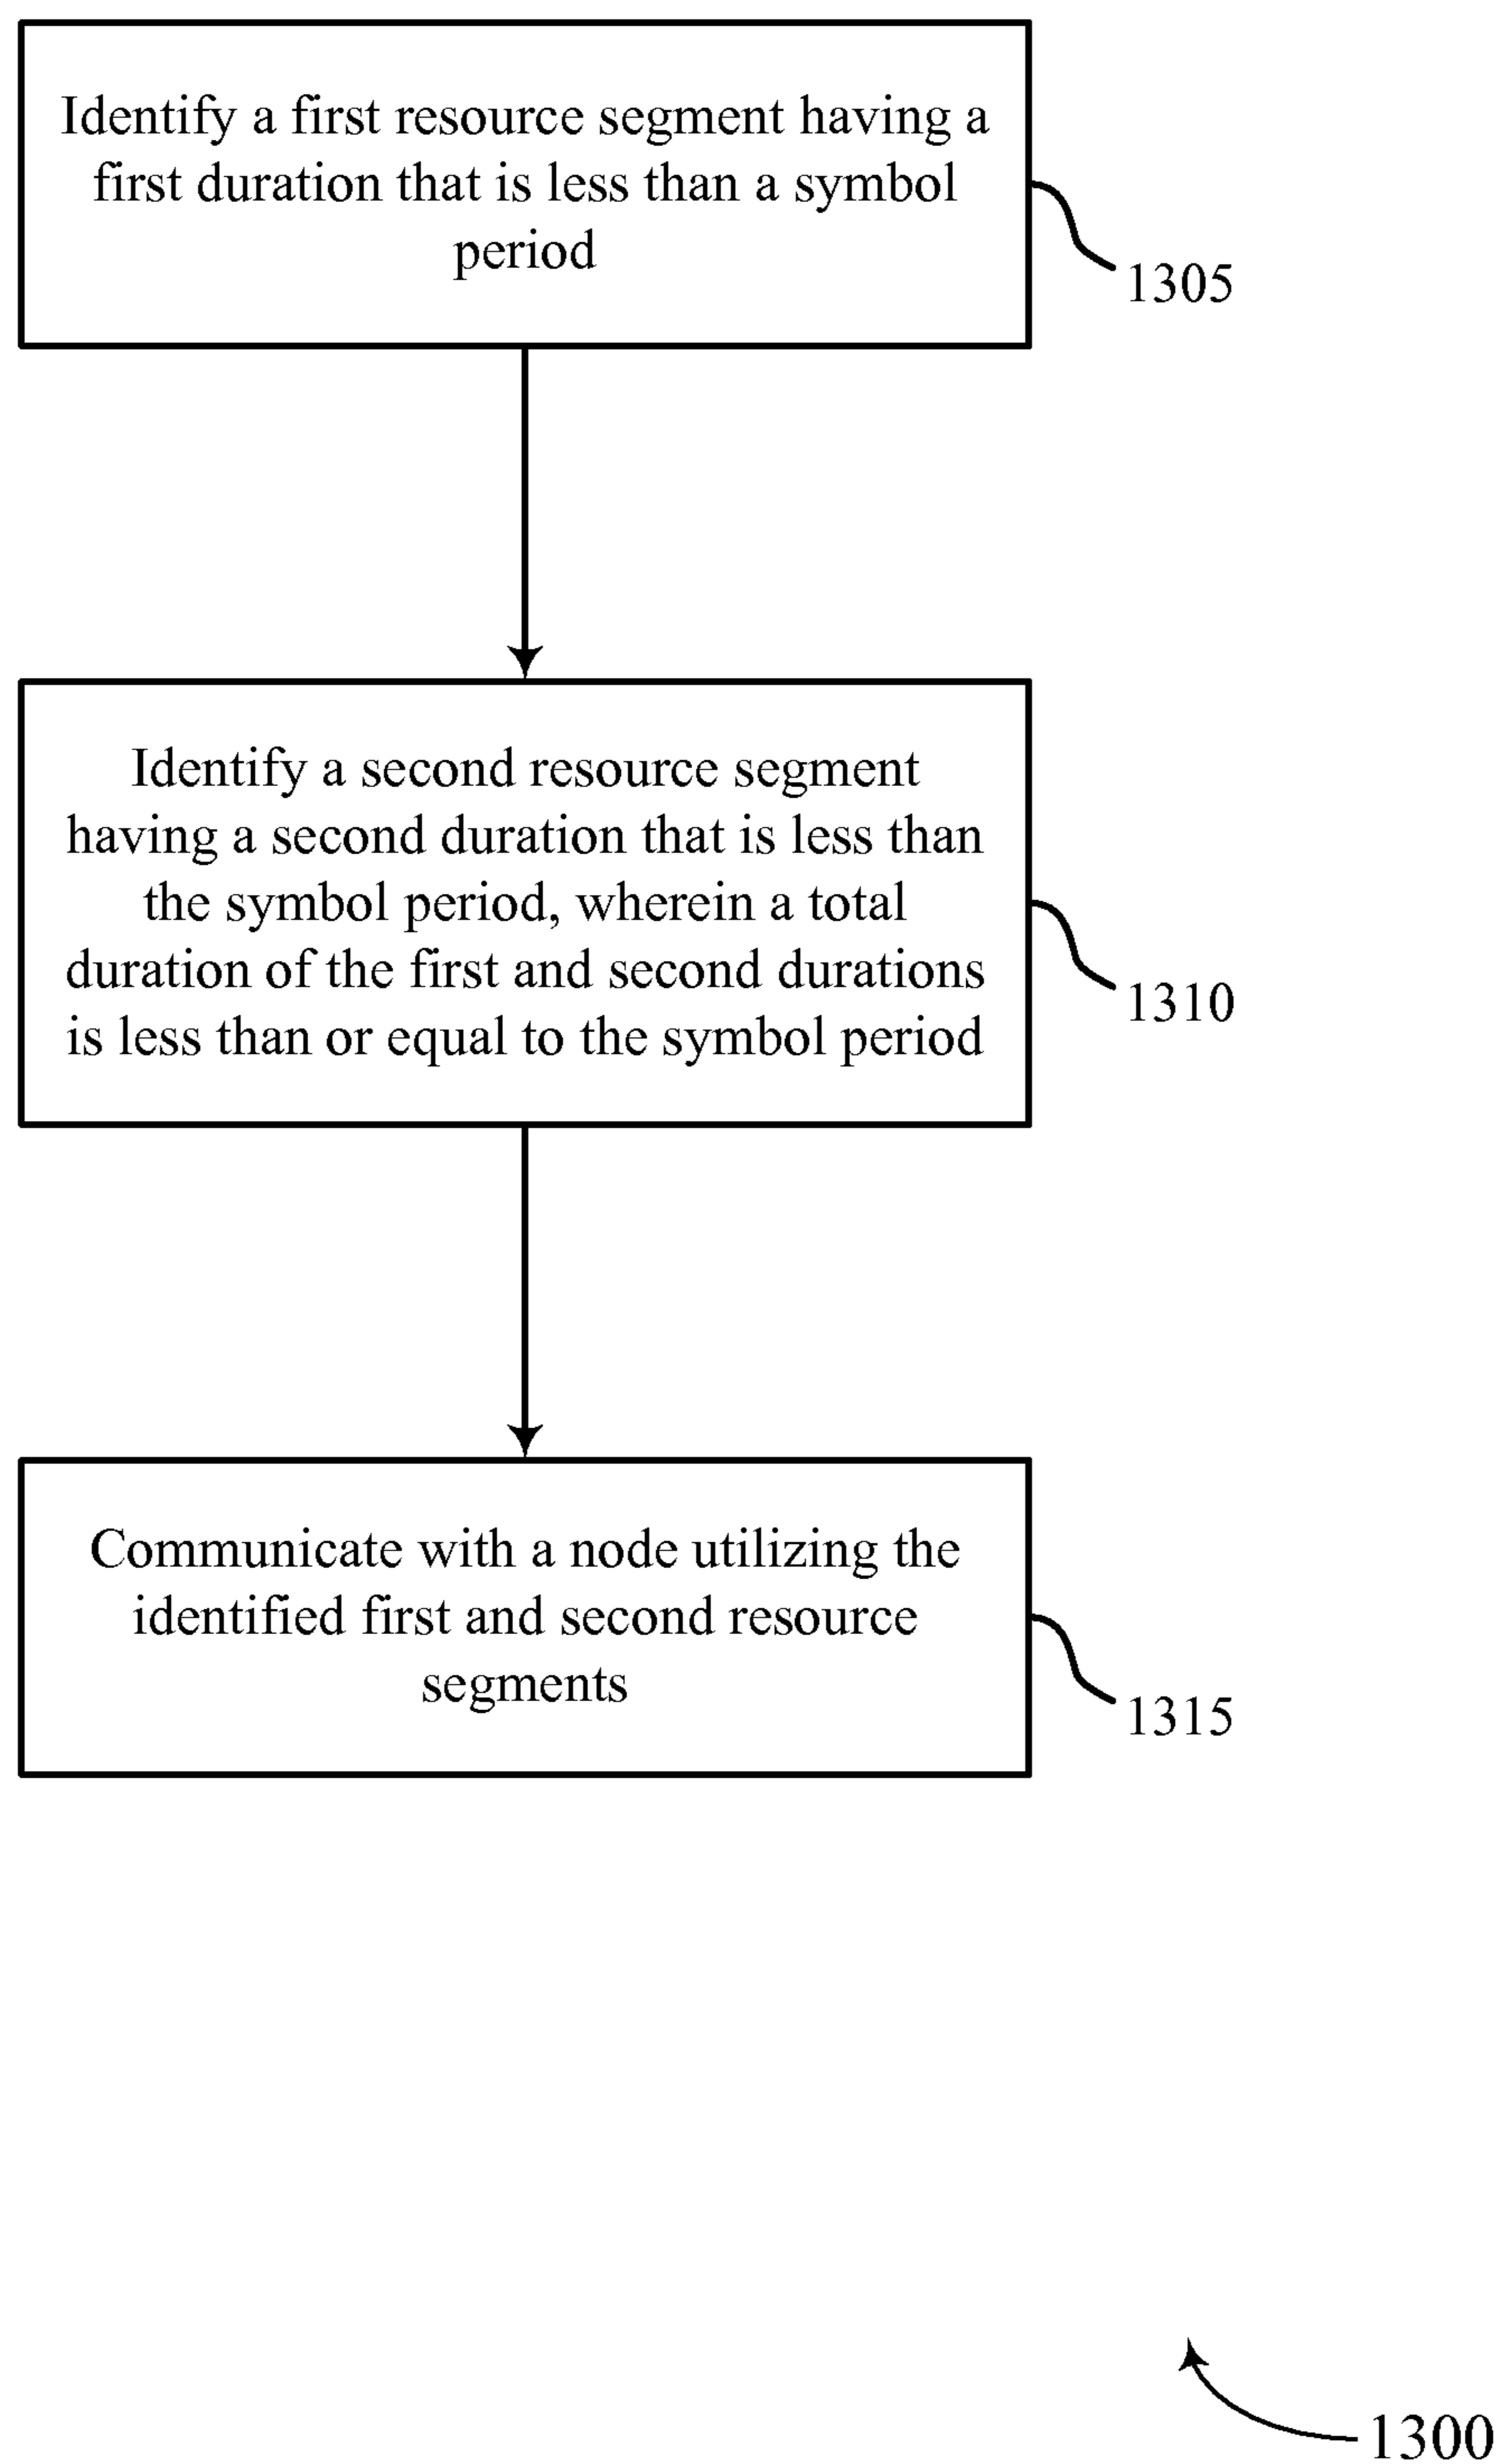 Identify a first resource segment having a
first duration that is less than a symbol
period
1305
Identify a second resource segment
having a second duration that is less than
the symbol period, wherein a total
duration of the first and second durations
is less than or equal to the symbol period
1310
Communicate with a node utilizing the
identified first and second resource
segments
1315
1300